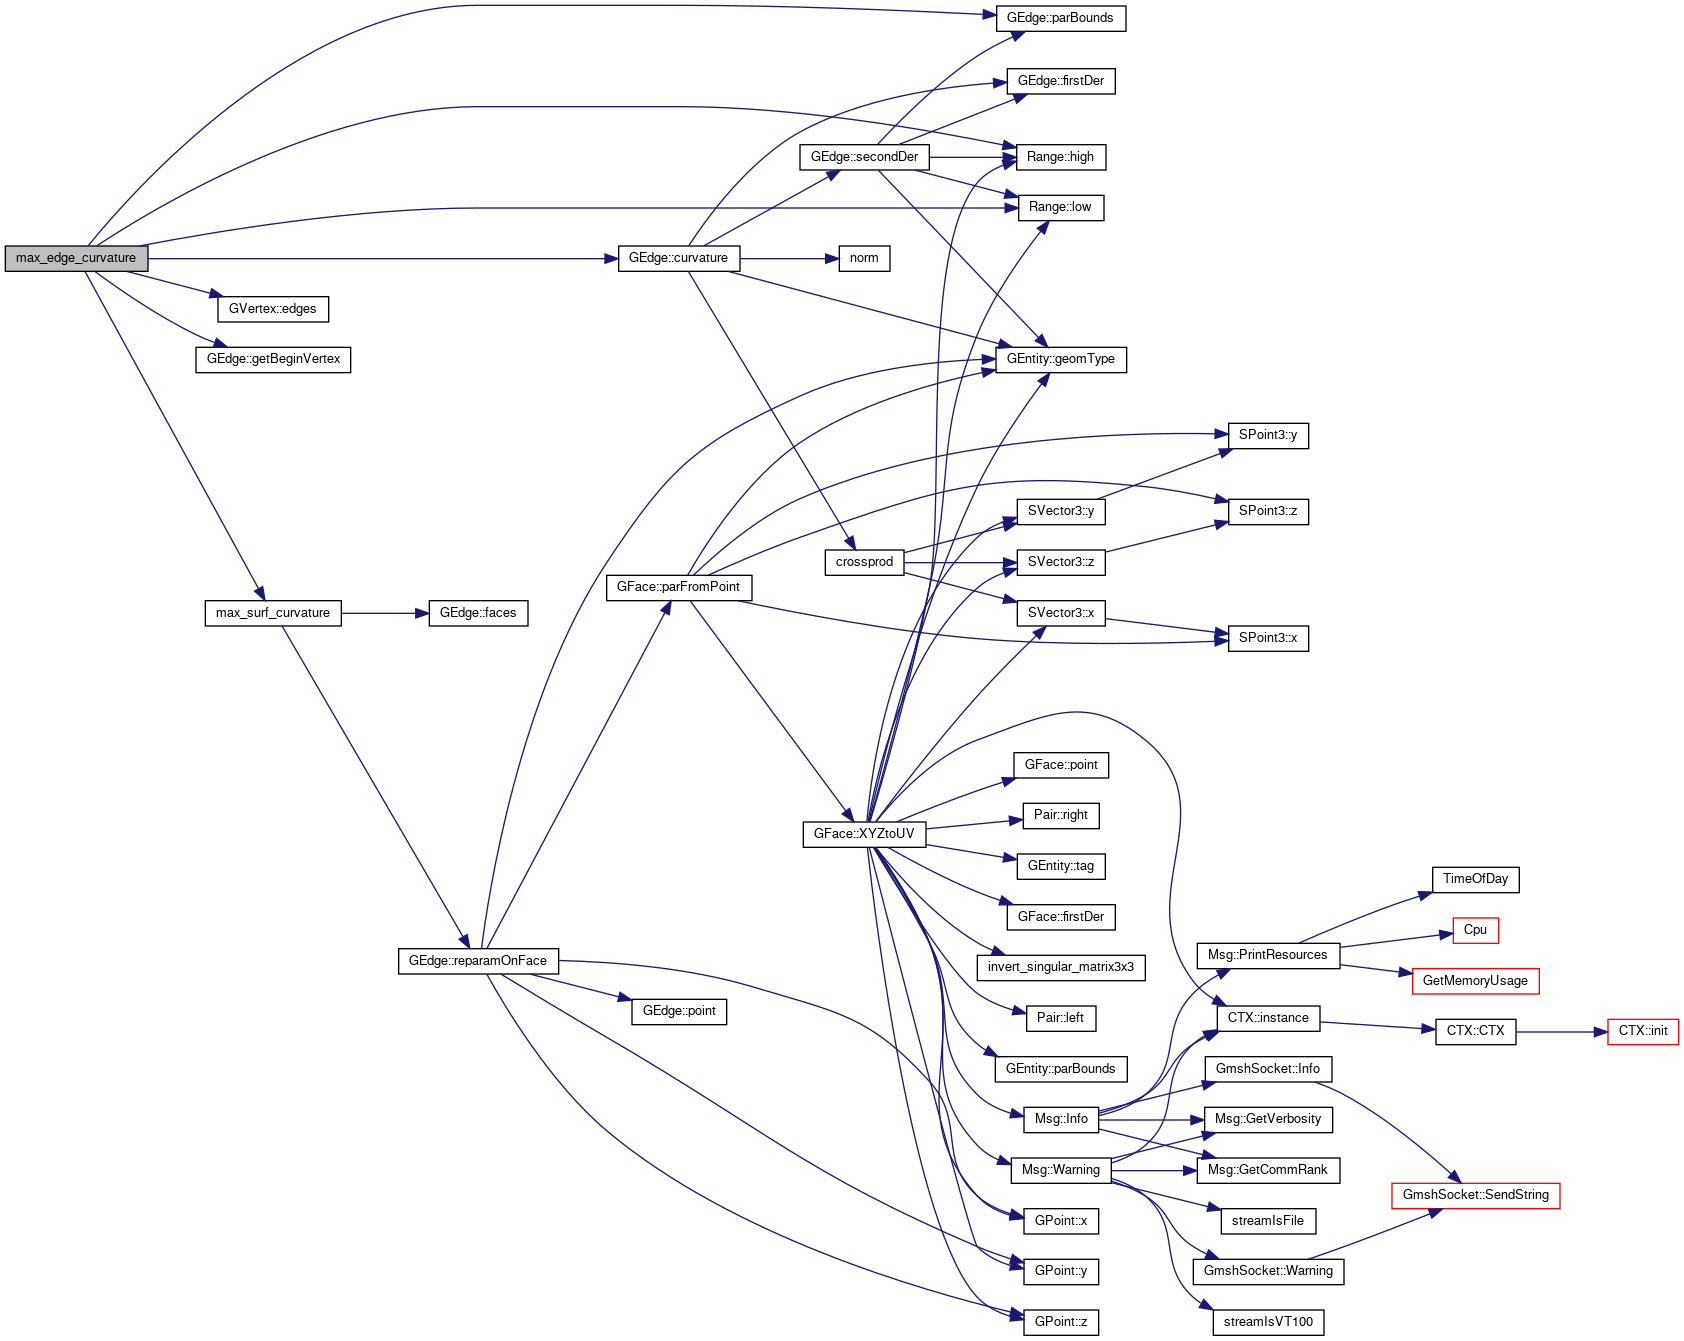 GEdge::parBounds
GEdge::firstDer
GEdge::secondDer
Range::high
Range::low
max_edge_curvature
GEdge::curvature
norm
GVertex::edges
GEdge::getBeginVertex
GEntity::geomType
SPoint3::y
SVector3::y
SPoint3::z
crossprod
SVector3::z
GFace::parFromPoint
max_surf_curvature
GEdge::faces
SVector3::x
SPoint3::x
GFace::point
Pair::right
GFace::XYZtoUV
GEntity::tag
TimeOfDay
GFace::firstDer
Cpu
Msg::PrintResources
GEdge::reparamOnFace
invert_singular_matrix3x3
GetMemoryUsage
GEdge::point
Pair::left
CTX::instance
CTX::CTX
CTX::init
GEntity::parBounds
GmshSocket::Info
Msg::Info
Msg::GetVerbosity
Msg::Warning
Msg::GetCommRank
GmshSocket::SendString
GPoint::x
streamIsFile
GPoint::y
GmshSocket::Warning
GPoint::z
streamIsVT100